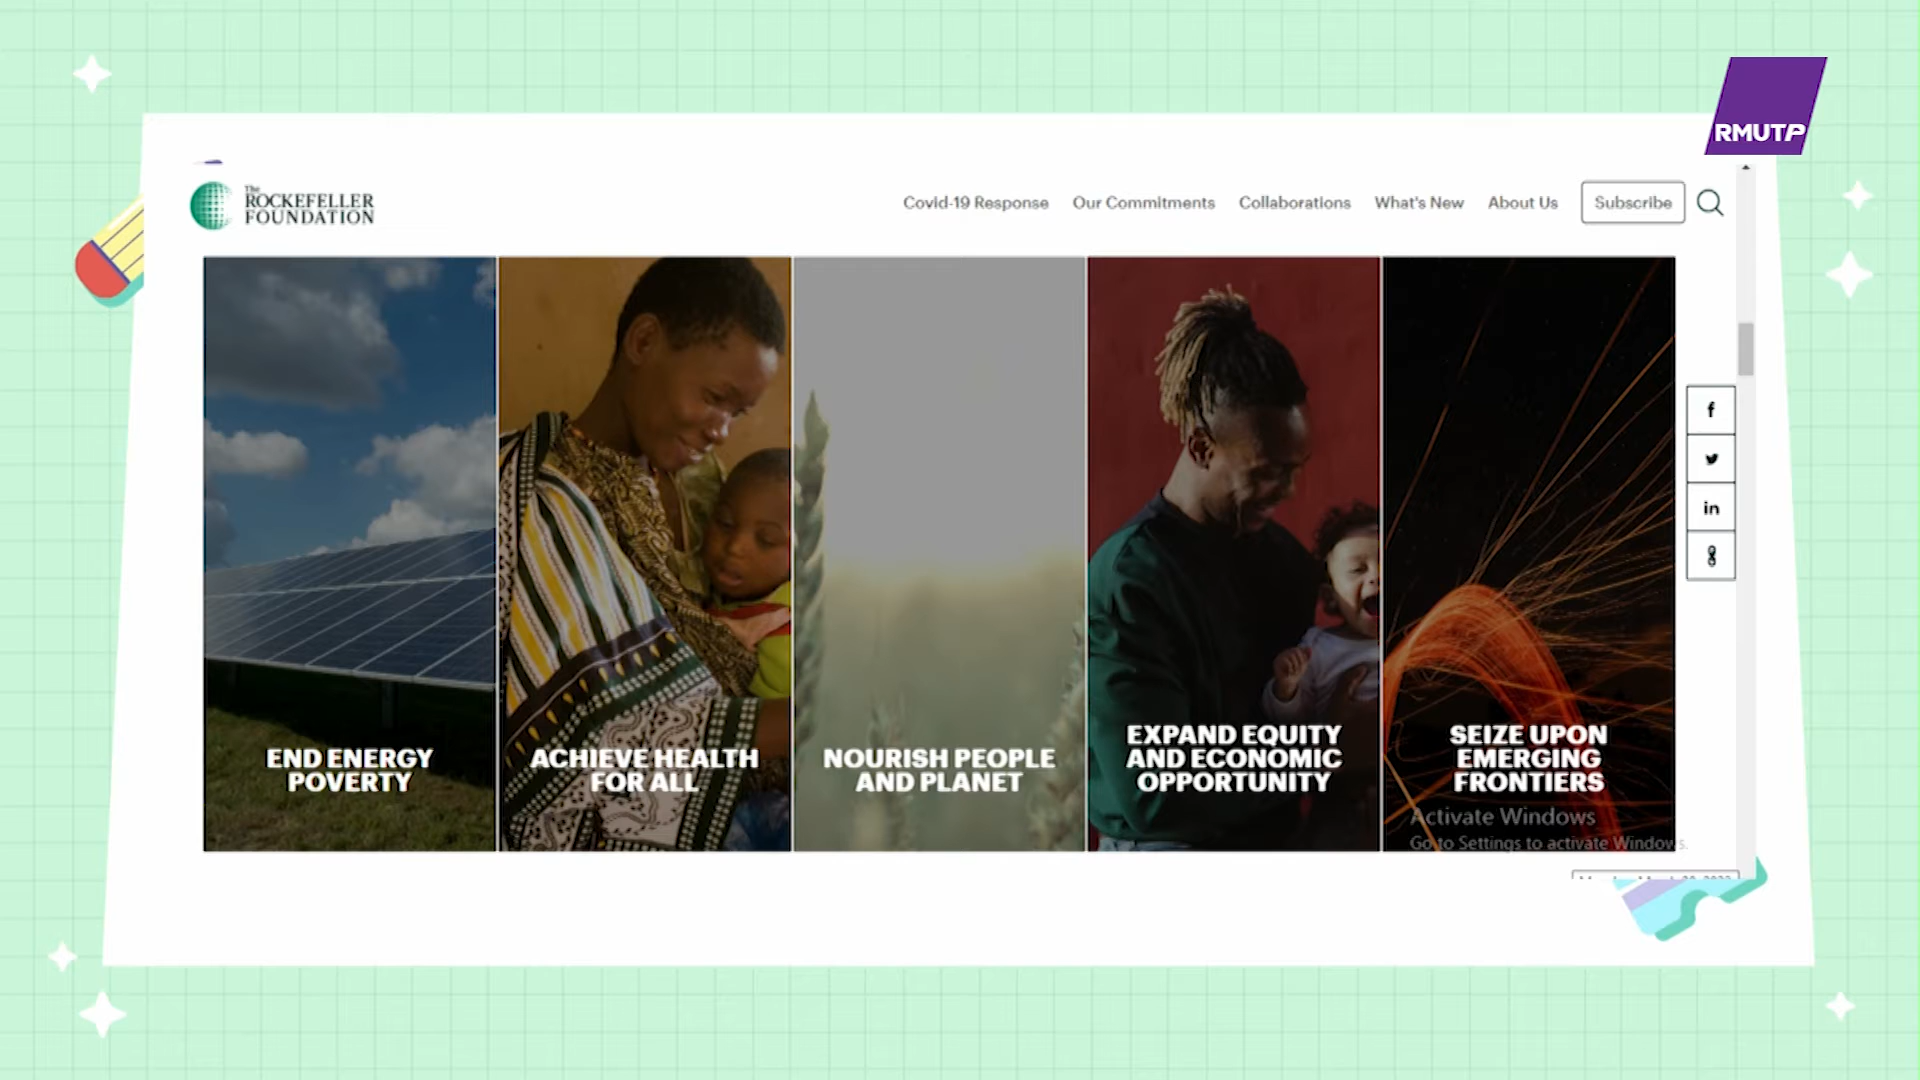 RMUTP
The
ROCKEFELLER
FOUNDATION
Covid-19 Response
Our Commitments
Collaborations
What's New
About Us
Subscribe
f
in
END ENERGY
POVERTY
ACHIEVE HEALTH
FOR ALL
NOURISH PEOPLE
AND PLANET
EXPAND EQUITY
AND ECONOMIC
OPPORTUNITY
SEIZE UPON
EMERGING
FRONTIERS
Activate Windows
Go to Settings to activate Windows.